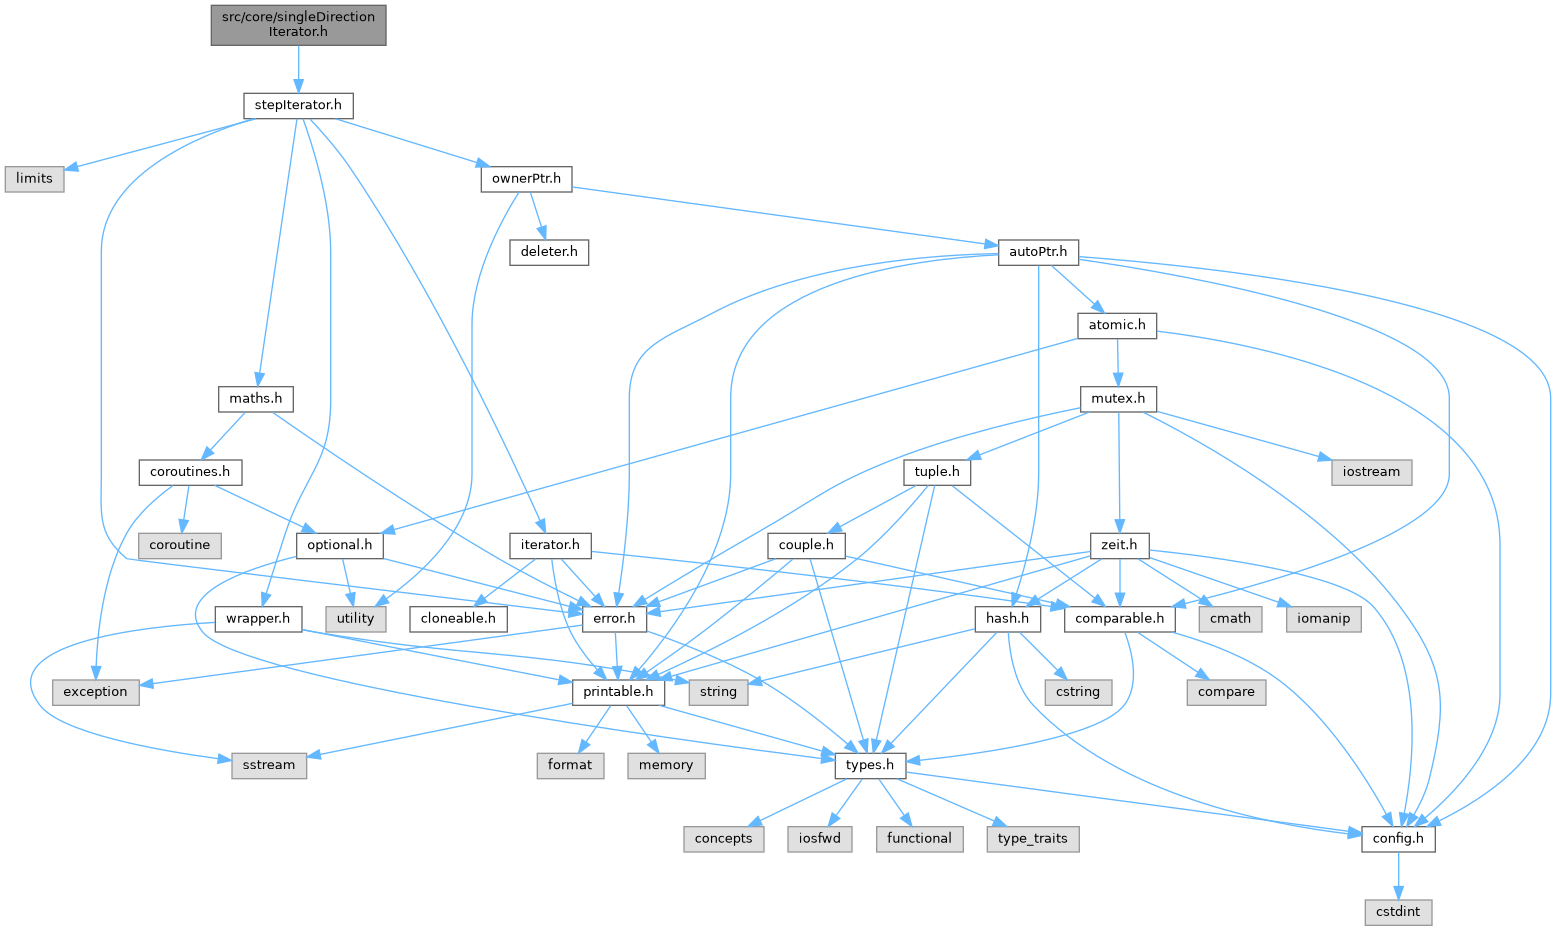 src/core/singleDirection
Iterator.h
stepIterator.h
limits
ownerPtr.h
deleter.h
autoPtr.h
atomic.h
maths.h
mutex.h
coroutines.h
tuple.h
iostream
coroutine
optional.h
iterator.h
couple.h
zeit.h
wrapper.h
utility
cloneable.h
error.h
hash.h
comparable.h
cmath
iomanip
exception
printable.h
string
cstring
compare
sstream
format
memory
types.h
concepts
iosfwd
functional
type_traits
config.h
cstdint